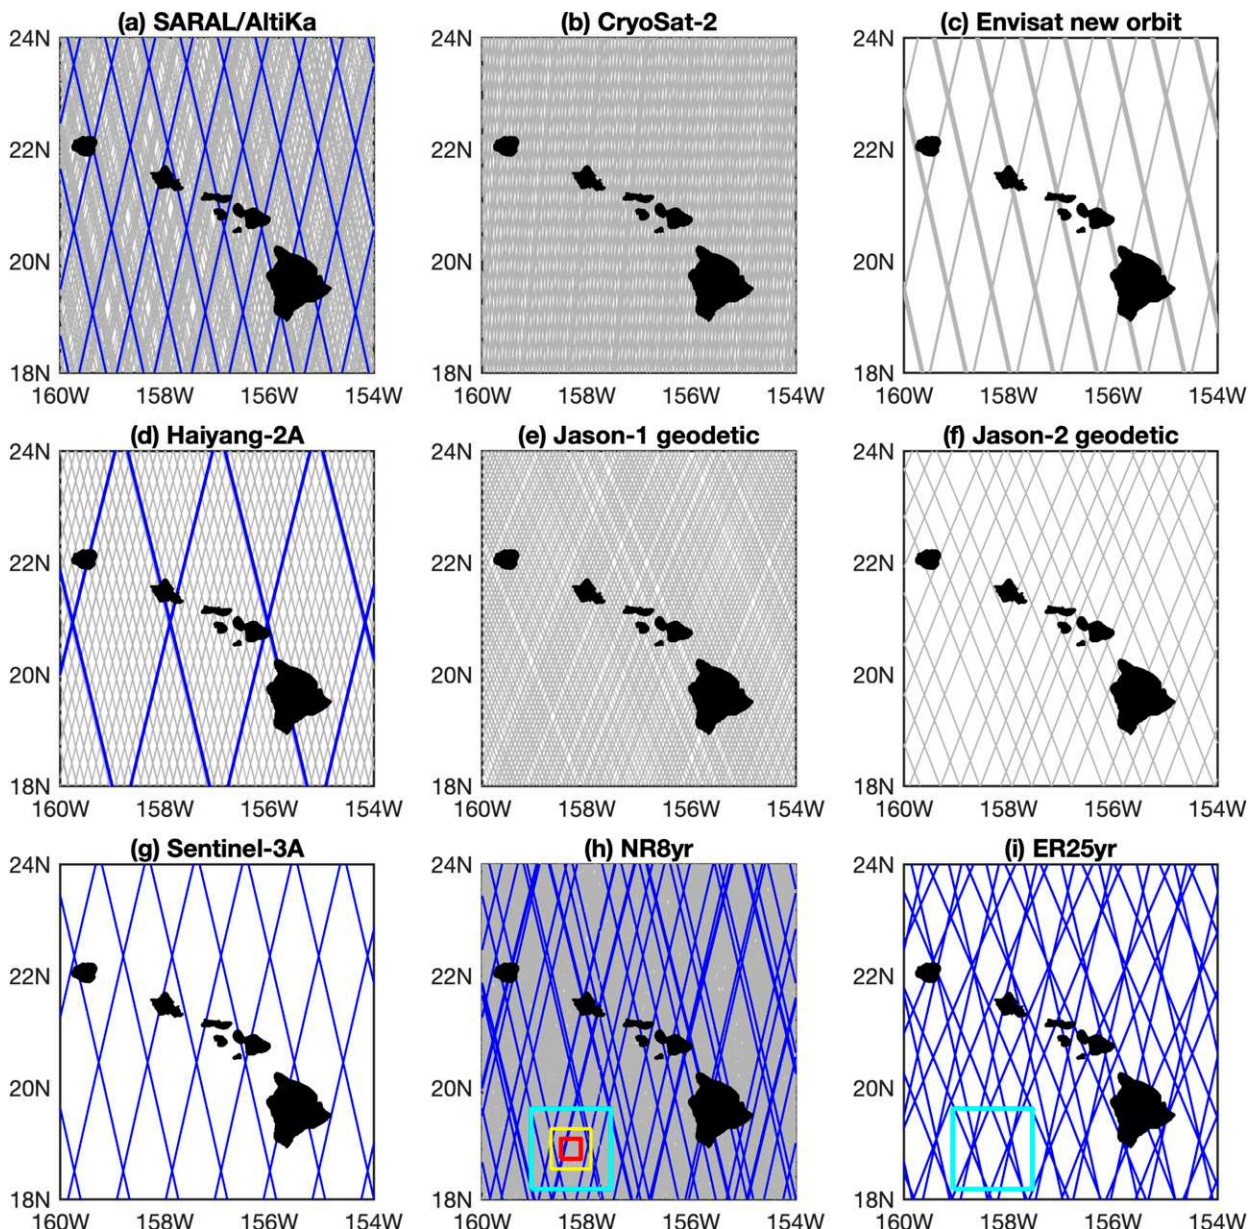 (a) SARAL/AltiKa
24N
22N
20N
18N
160W 158W 156W 154W
(b) CryoSat-2
24N
22N
20N
18N
160W 158W 156W 154W
(c) Envisat new orbit
24N
22N
20N
18N
160W 158W 156W 154W
(d) Haiyang-2A
24N
22N
20N
18N
160W 158W 156W 154W
(e) Jason-1 geodetic
24N
22N
20N
18N
160W 158W 156W 154W
(f) Jason-2 geodetic
24N
22N
20N
18N
160W 158W 156W 154W
(g) Sentinel-3A
24N
22N
20N
18N
160W 158W 156W 154W
(h) NR8yr
24N
22N
20N
18N
160W 158W 156W 154W
(i) ER25yr
24N
22N
20N
18N
160W 158W 156W 154W